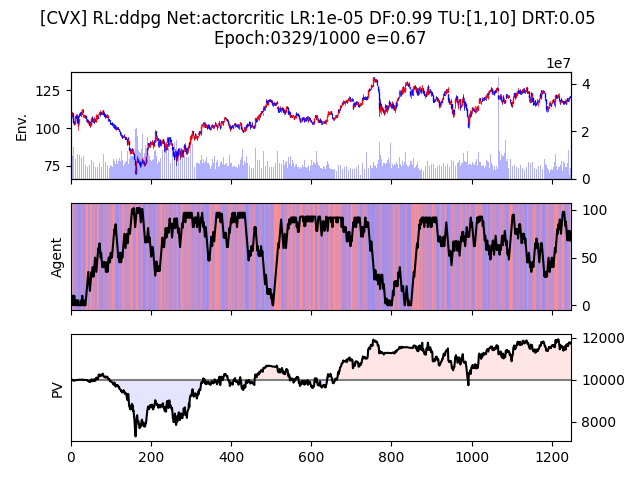 [CVX] RL:ddpg Net:actorcritic LR:1e-05 DF:0.99 TU:[1,10] DRT:0.05
Epoch:0329/1000 e=0.67
1e7
Env.
125
100
75
4
2
0
Agent
100
50
0
PV
12000
10000
8000
0 200 400 600 800 1000 1200